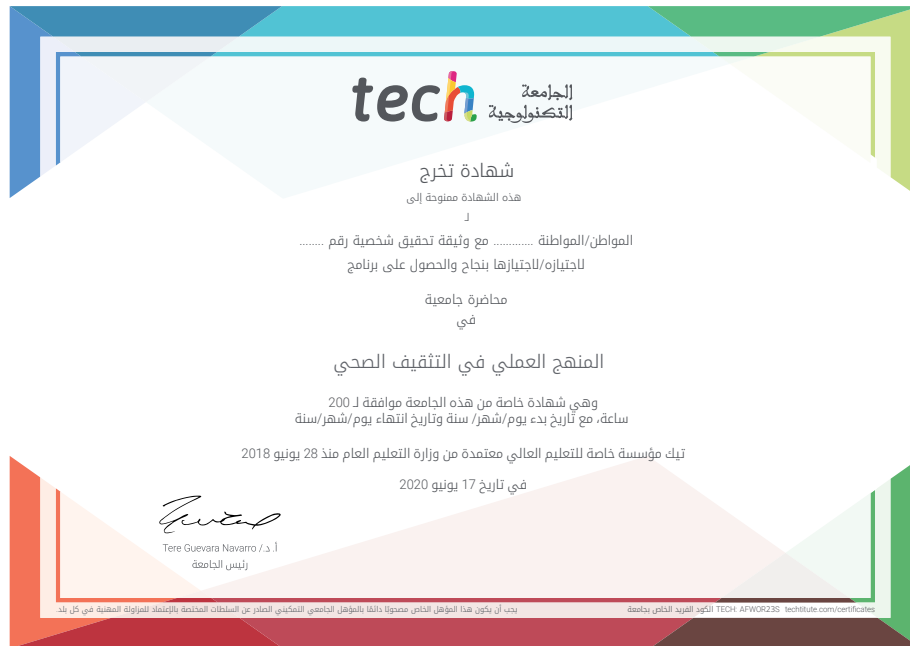 tech الجامعة
التكنولوجية
شهادة تخرج
هذه الشهادة ممنوحة إلى
لـ
المواطن/المواطنة ............. مع وثيقة تحقيق شخصية رقم ........
لاجتيازه/لاجتيازها بنجاح والحصول على برنامج
محاضرة جامعية
في
المنهج العملي في التثقيف الصحي
وهي شهادة خاصة من هذه الجامعة موافقة لـ 200
ساعة، مع تاريخ بدء يوم/شهر/ سنة وتاريخ انتهاء يوم/شهر/سنة
تيك مؤسسة خاصة للتعليم العالي معتمدة من وزارة التعليم العام منذ 28 يونيو 2018
في تاريخ 17 يونيو 2020
أ. د./ Tere Guevara Navarro
رئيس الجامعة
يجب أن يكون هذا المؤهل الخاص مصحوبًا دائمًا بالمؤهل الجامعي التمكيني الصادر عن السلطات المختصة بالإعتماد للمزاولة المهنية في كل بلد.
الكود الفريد الخاص بجامعة TECH: AFWOR23S techtitute.com/certificates